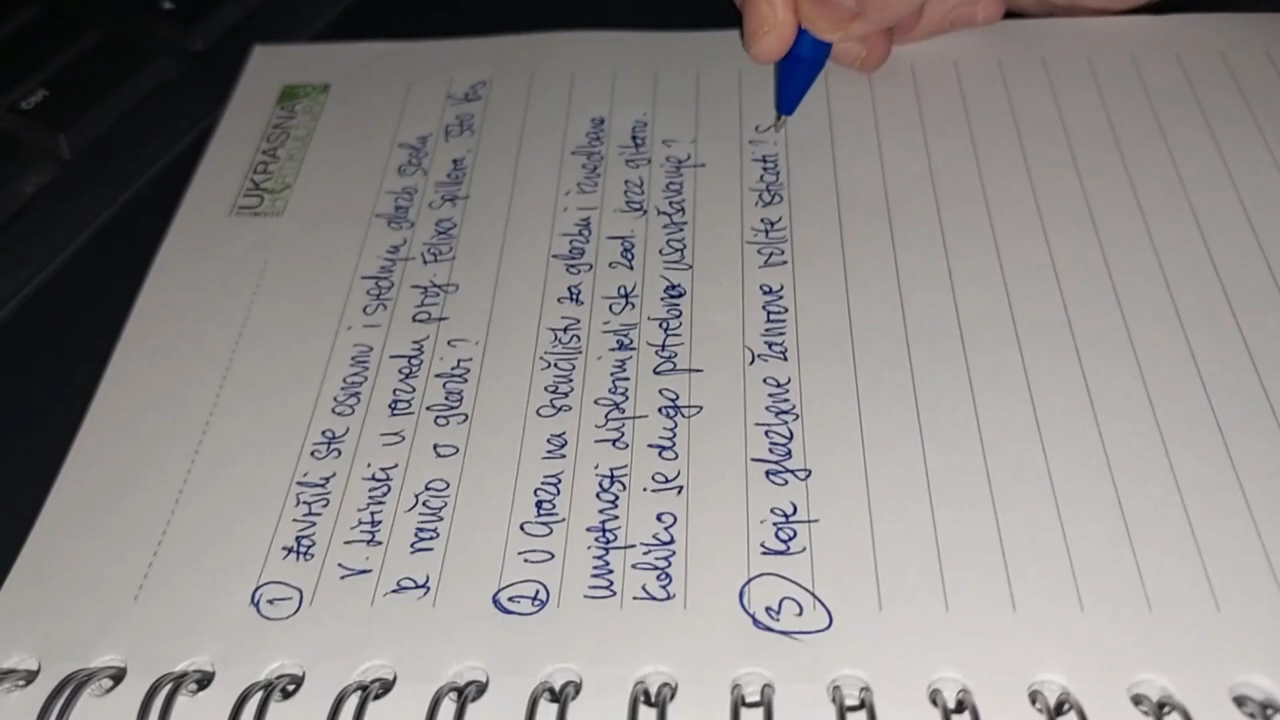 UKRASNA
① Završili ste osnovnu i srednju glazb. školu
V. Lisinski u razredu prof. Felixa Spillera. Što Vas
je naučio o glazbi?
② U Grazu na Sveučilištu za glazbu i izvedbene
umjetnosti diplomirali ste jazz gitaru.
Koliko je dugo potrebno usavršavanje?
③ Koje glazbene žanrove volite isticati? S